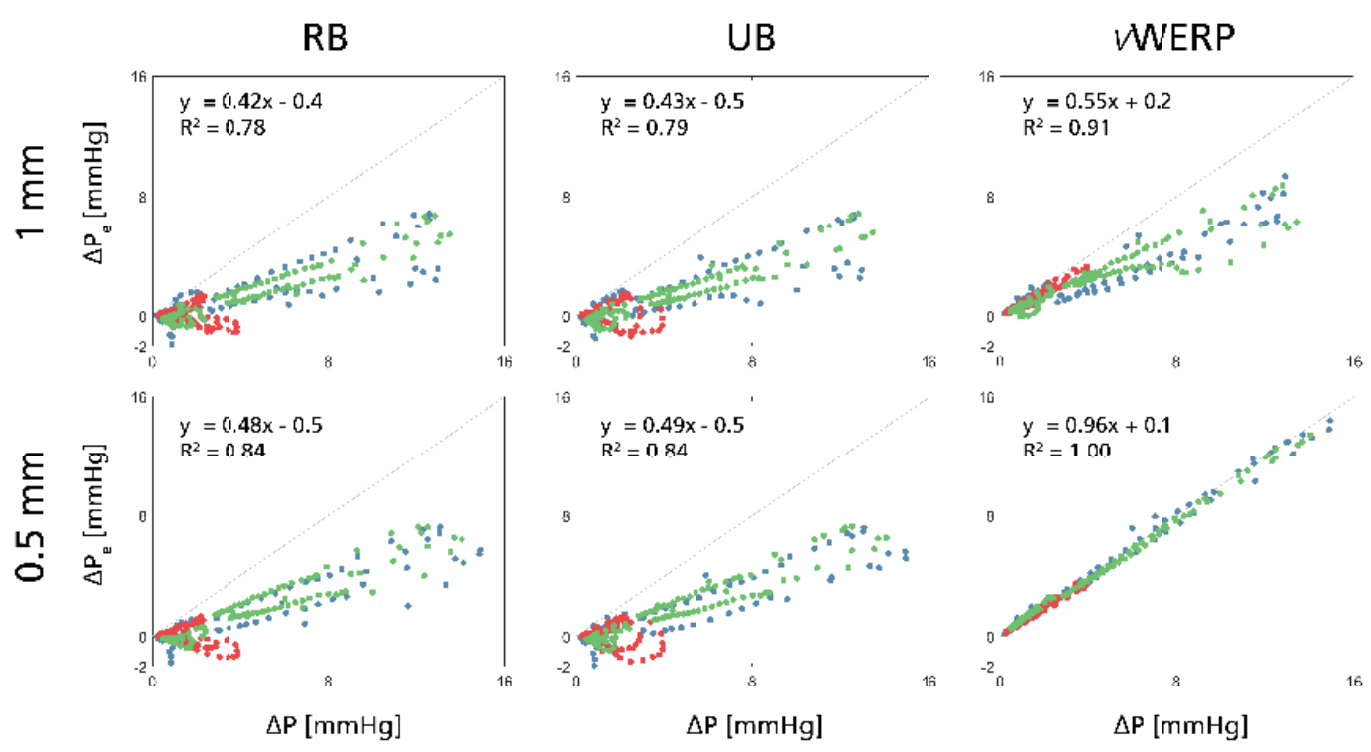 RB UB νWERP
1 mm
ΔPe [mmHg]
16
8
0
-2
y = 0.42x - 0.4
R² = 0.78
0 8 16
y = 0.43x - 0.5
R² = 0.79
16
8
0
-2
0 8 16
y = 0.55x + 0.2
R² = 0.91
16
8
0
-2
0 8 16
0.5 mm
ΔPe [mmHg]
16
8
0
-2
y = 0.48x - 0.5
R² = 0.84
0 8 16
16
8
0
-2
y = 0.49x - 0.5
R² = 0.84
0 8 16
16
8
0
-2
y = 0.96x + 0.1
R² = 1.00
0 8 16
ΔP [mmHg] ΔP [mmHg] ΔP [mmHg]